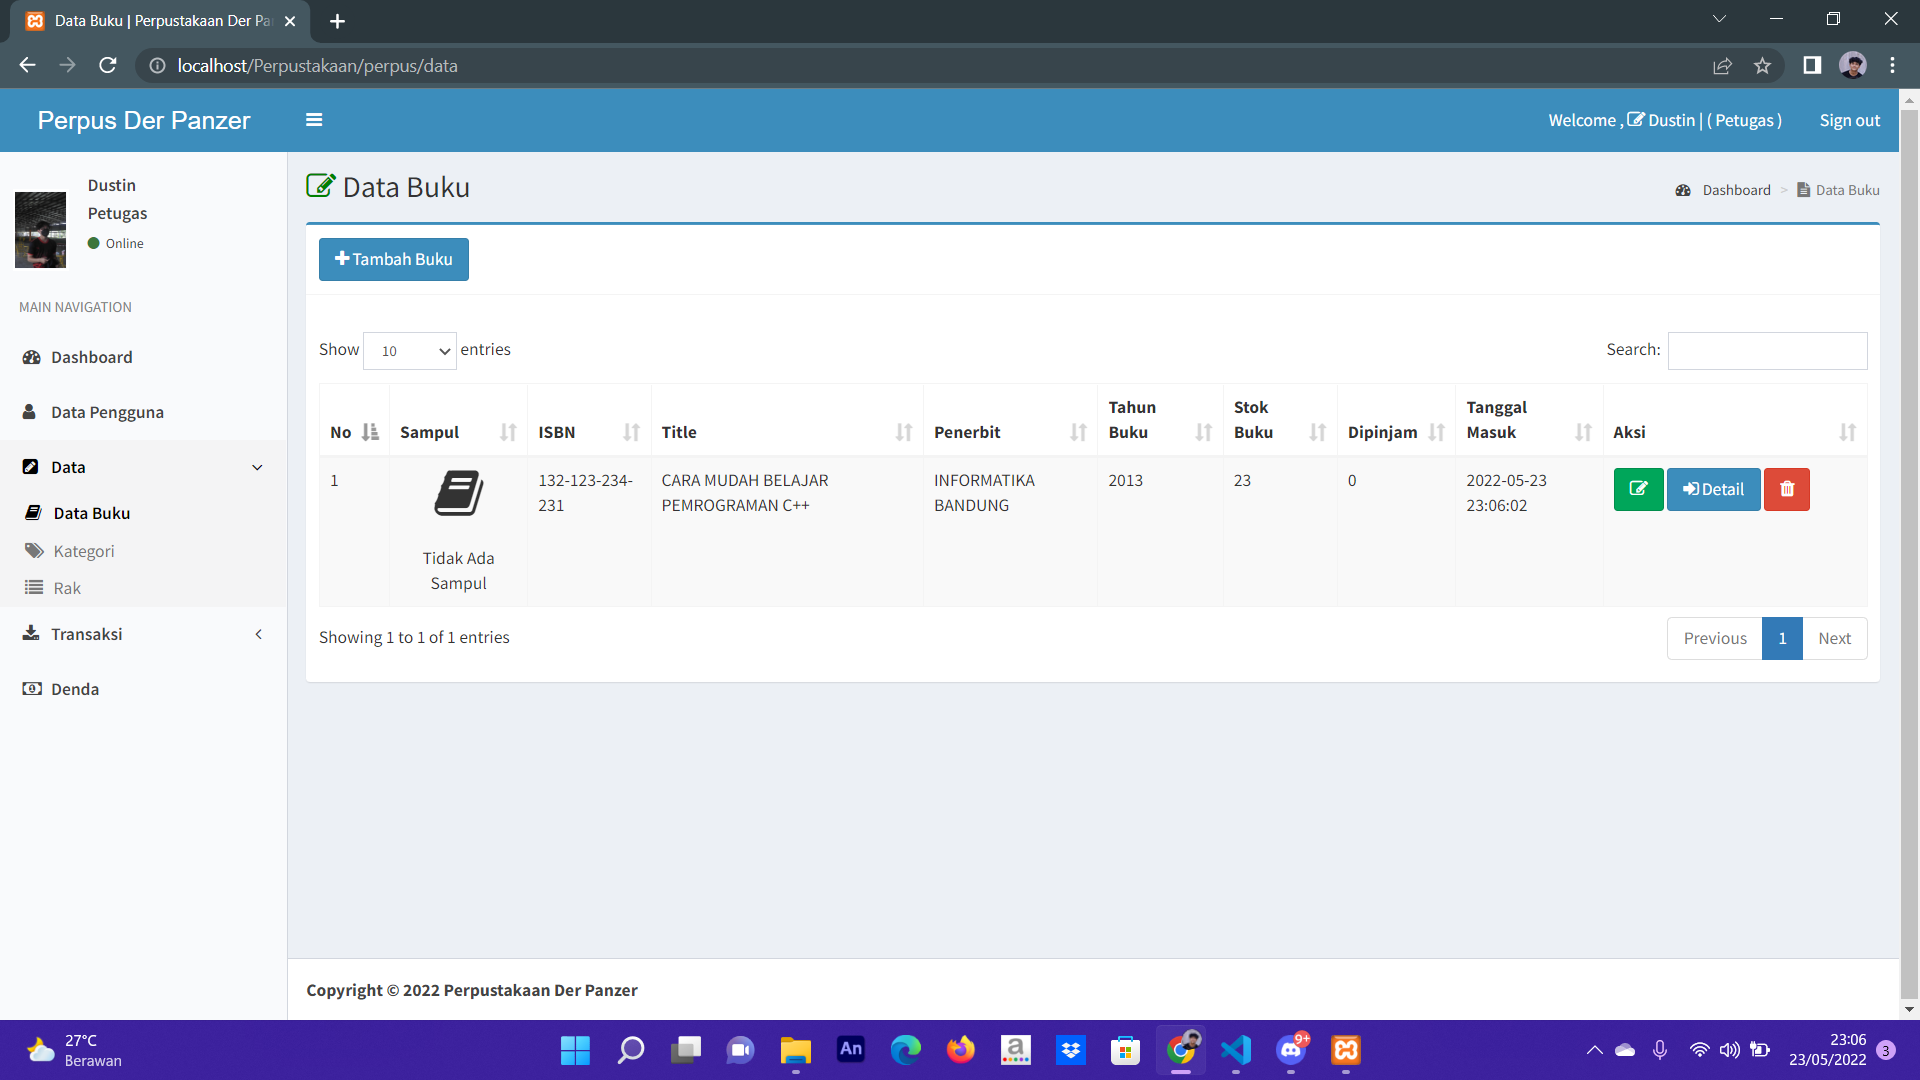 Data Buku | Perpustakaan Der Pa
localhost/Perpustakaan/perpus/data
Perpus Der Panzer
Welcome , Dustin | ( Petugas )
Sign out
Dustin
Petugas
Online
MAIN NAVIGATION
Dashboard
Data Pengguna
Data
Data Buku
Kategori
Rak
Transaksi
Denda
Data Buku
Dashboard > Data Buku
Tambah Buku
Show 10 entries
Search:
No Sampul ISBN Title Penerbit Tahun Buku Stok Buku Dipinjam Tanggal Masuk Aksi
1
Tidak Ada
Sampul
132-123-234-
231
CARA MUDAH BELAJAR
PEMROGRAMAN C++
INFORMATIKA
BANDUNG
2013
23
0
2022-05-23
23:06:02
Detail
Showing 1 to 1 of 1 entries
Previous 1 Next
Copyright © 2022 Perpustakaan Der Panzer
27°C
Berawan
An
a
9+
23:06
23/05/2022
3